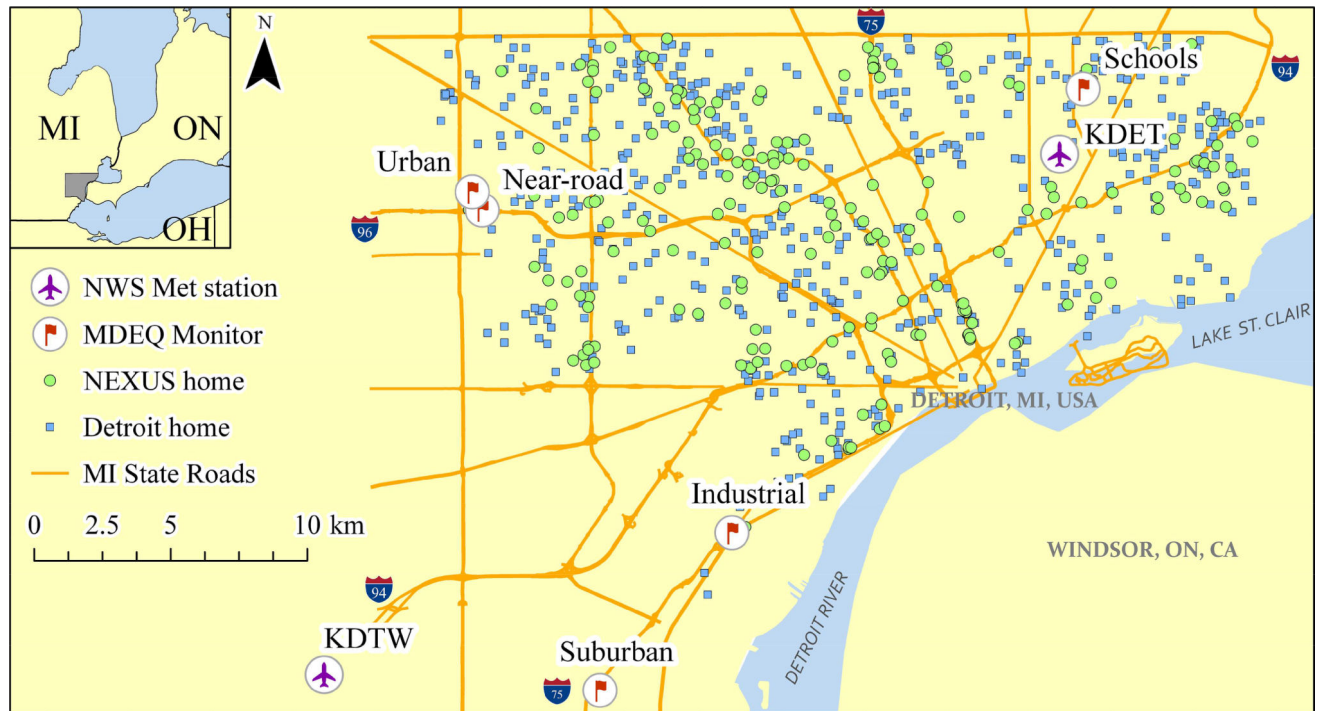 MI
ON
OH
N
75
94
Schools
KDET
Urban
Near-road
96
NWS Met station
MDEQ Monitor
NEXUS home
Detroit home
MI State Roads
0 2.5 5 10 km
LAKE ST. CLAIR
DETROIT, MI, USA
Industrial
WINDSOR, ON, CA
DETROIT RIVER
94
KDTW
Suburban
75